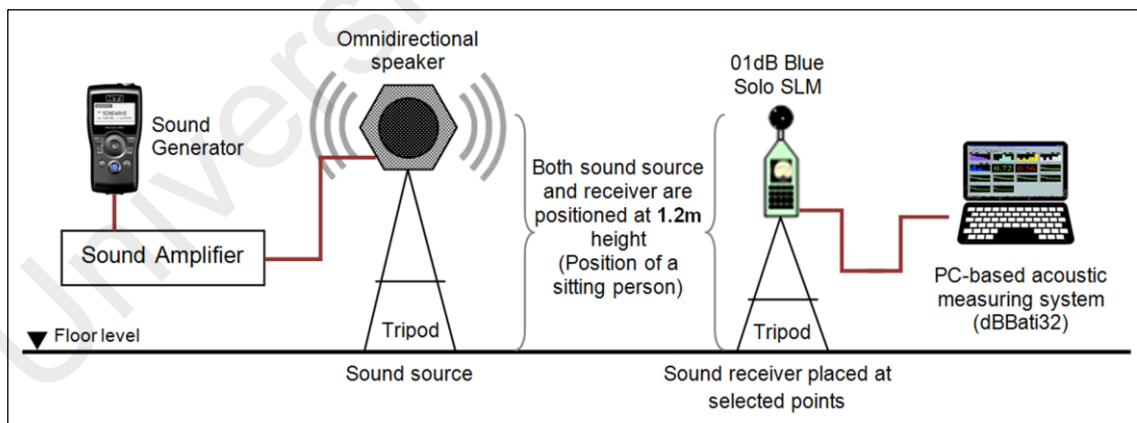 Omnidirectional
speaker
01dB Blue
Solo SLM
Sound
Generator
Both sound source
and receiver are
positioned at 1.2m
height
(Position of a
sitting person)
Sound Amplifier
PC-based acoustic
measuring system
(dBBati32)
Floor level
Tripod
Tripod
Sound source
Sound receiver placed at
selected points
Univers